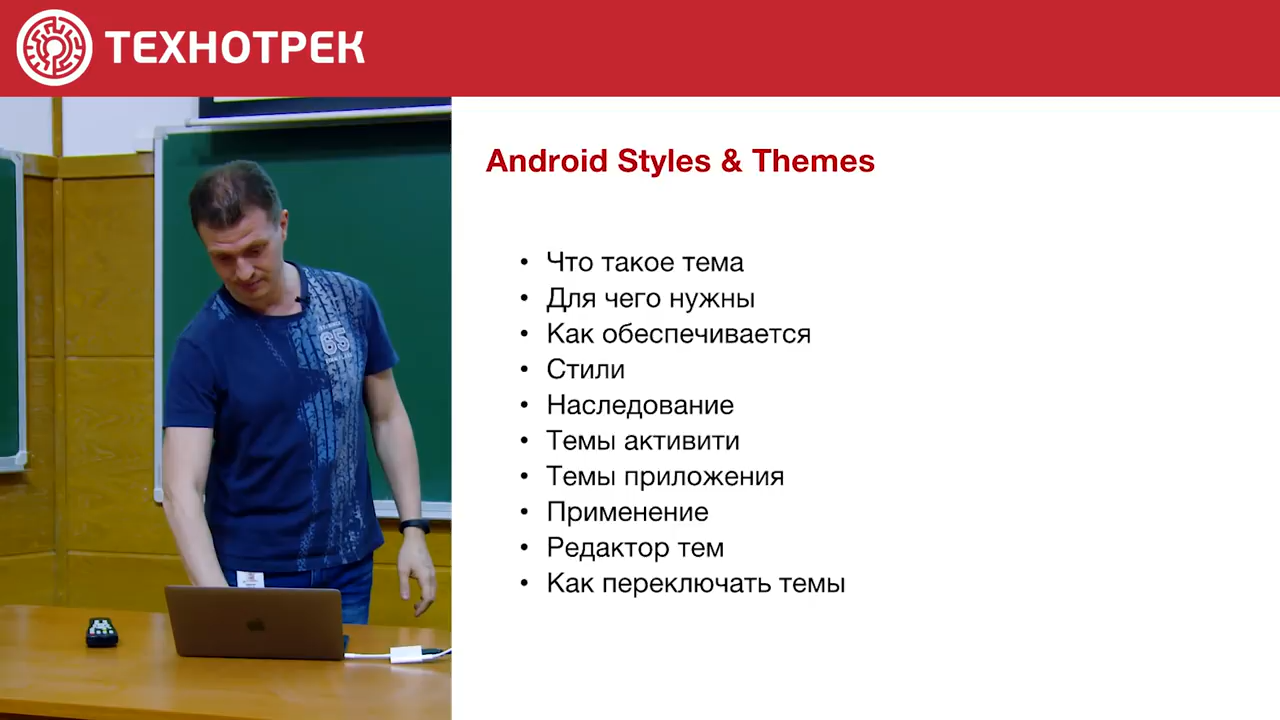 ТЕХНОТРЕК
Android Styles & Themes
• Что такое тема
• Для чего нужны
• Как обеспечивается
• Стили
• Наследование
• Темы активити
• Темы приложения
• Применение
• Редактор тем
• Как переключать темы
65